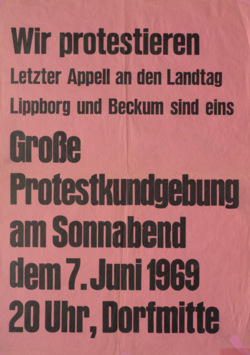 Wir protestieren
Letzter Appell an den Landtag
Lippborg und Beckum sind eins
Große
Protestkundgebung
am Sonnabend
dem 7. Juni 1969
20 Uhr, Dorfmitte